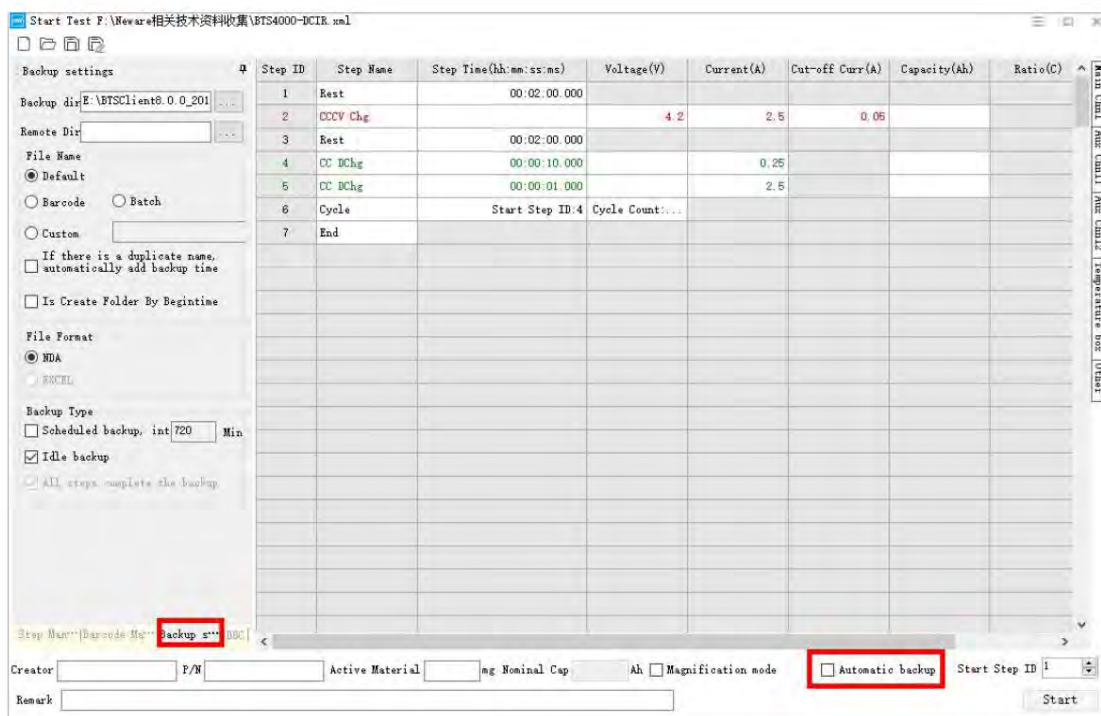 Start Test F:\Neware相关技术资料收集\BTS4000-DCIR.xml
Backup settings
Backup dir E:\BTSClient8.0.0_201 ...
Remote Dir ...
File Name
Default
Barcode Batch
Custom
If there is a duplicate name,
automatically add backup time
Is Create Folder By Begintime
File Format
NDA
EXCEL
Backup Type
Scheduled backup, int 720 Min
Idle backup
All steps complete the backup
Step Man··· Barcode Ma··· Backup s··· DBC
Step ID Step Name Step Time(hh:mm:ss:ms) Voltage(V) Current(A) Cut-off Curr(A) Capacity(Ah) Ratio(C)
1 Rest 00:02:00.000
2 CCCV Chg 4.2 2.5 0.05
3 Rest 00:02:00.000
4 CC DChg 00:00:10.000 0.25
5 CC DChg 00:00:01.000 2.5
6 Cycle Start Step ID:4 Cycle Count:...
7 End
Main Chnl
Aux Chnl1
Aux Chnl2
Temperature box
Other
Creator P/N Active Material mg Nominal Cap Ah Magnification mode Automatic backup Start Step ID 1
Remark Start